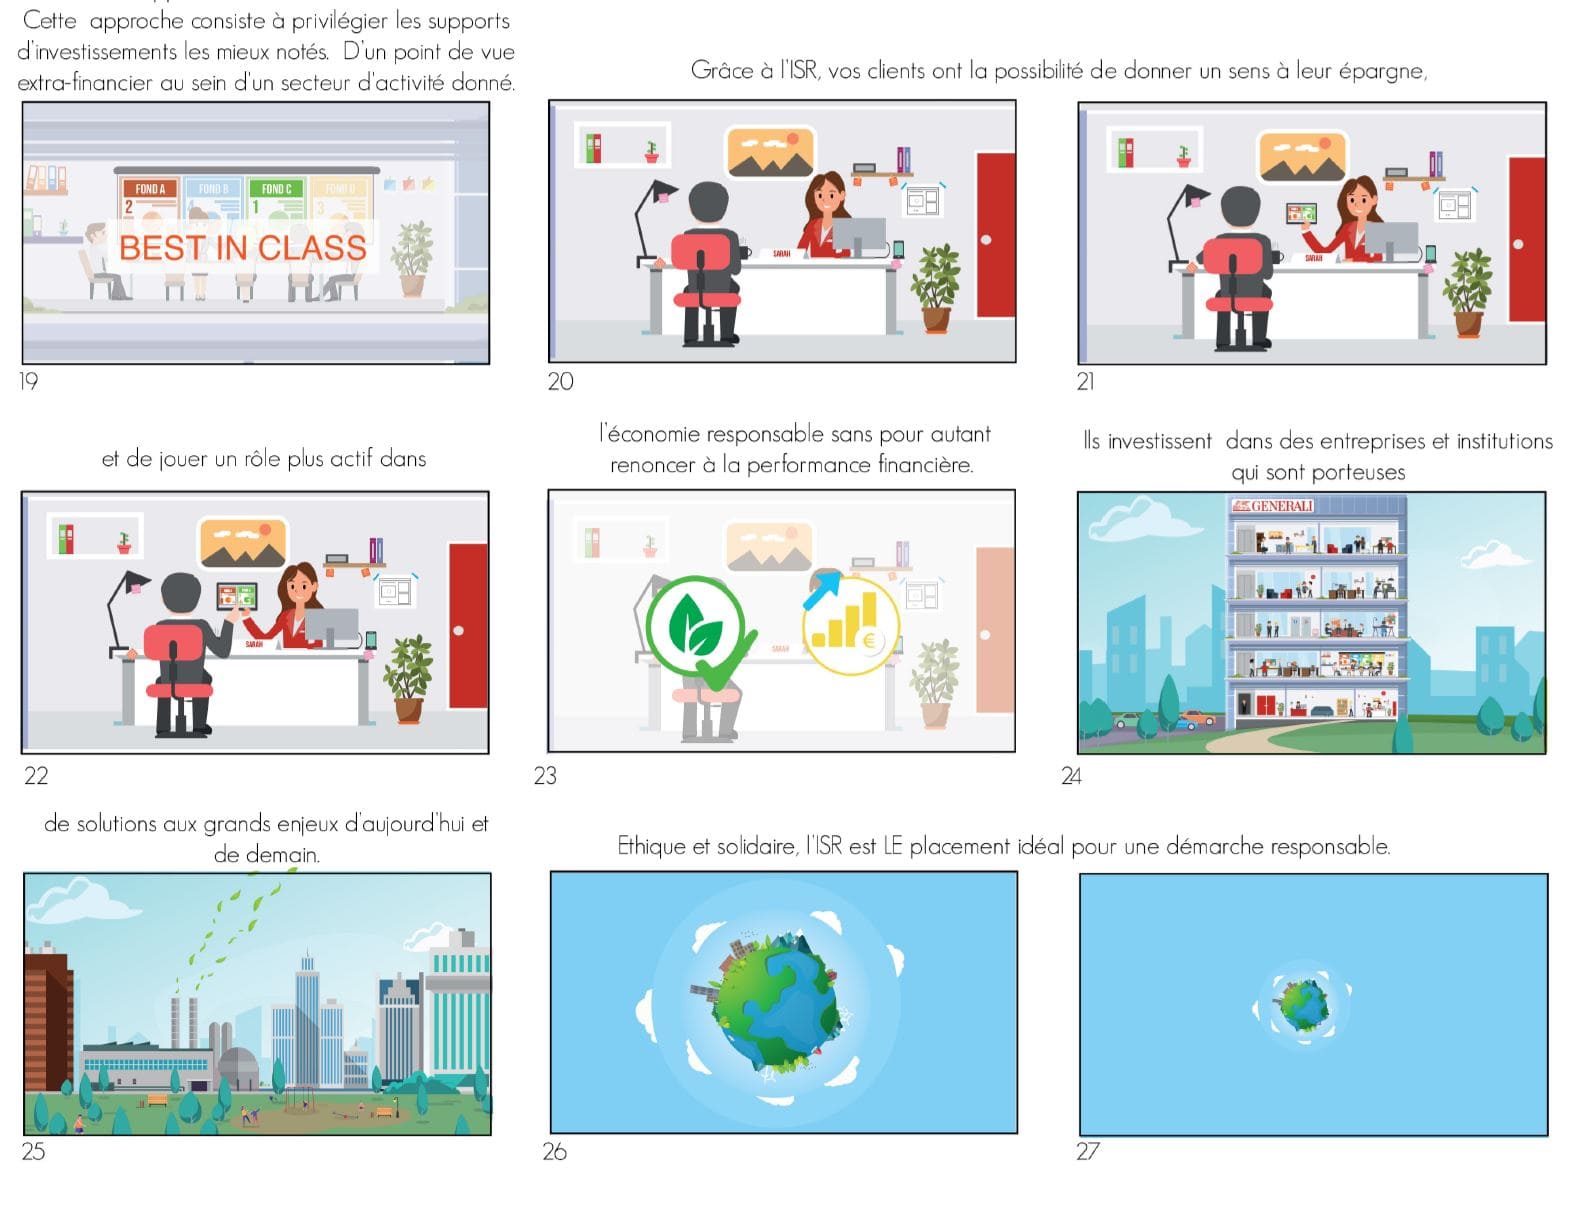 Cette approche consiste à privilégier les supports
d'investissements les mieux notés. D'un point de vue
extra-financier au sein d'un secteur d'activité donné.
Grâce à l'ISR, vos clients ont la possibilité de donner un sens à leur épargne,
FOND A
FOND B
FOND C
FOND D
2
1
3
BEST IN CLASS
SARAH
SARAH
19
20
21
et de jouer un rôle plus actif dans
l'économie responsable sans pour autant
renoncer à la performance financière.
Ils investissent dans des entreprises et institutions
qui sont porteuses
SARAH
SARAH
€
GENERALI
22
23
24
de solutions aux grands enjeux d'aujourd'hui et
de demain.
Ethique et solidaire, l'ISR est LE placement idéal pour une démarche responsable.
25
26
27